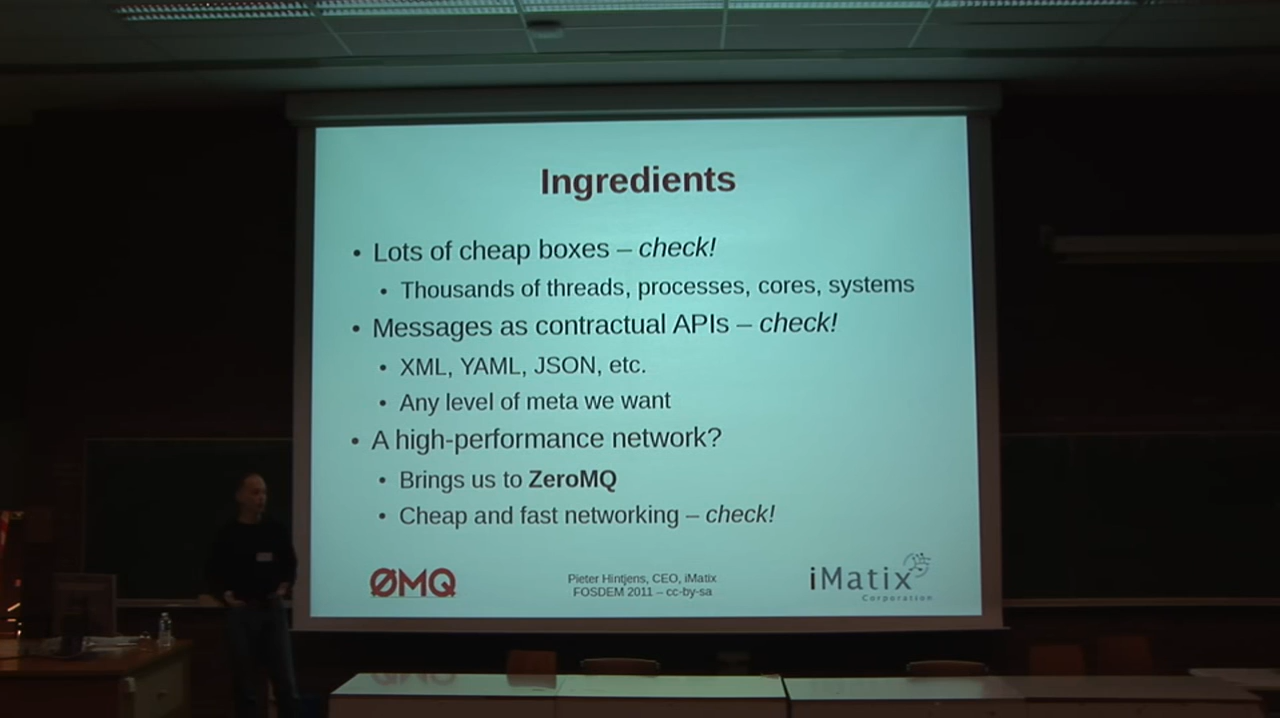 Ingredients
• Lots of cheap boxes – check!
• Thousands of threads, processes, cores, systems
• Messages as contractual APIs – check!
• XML, YAML, JSON, etc.
• Any level of meta we want
• A high-performance network?
• Brings us to ZeroMQ
• Cheap and fast networking – check!
ØMQ
Pieter Hintjens, CEO, iMatix
FOSDEM 2011 – cc-by-sa
iMatix
Corporation